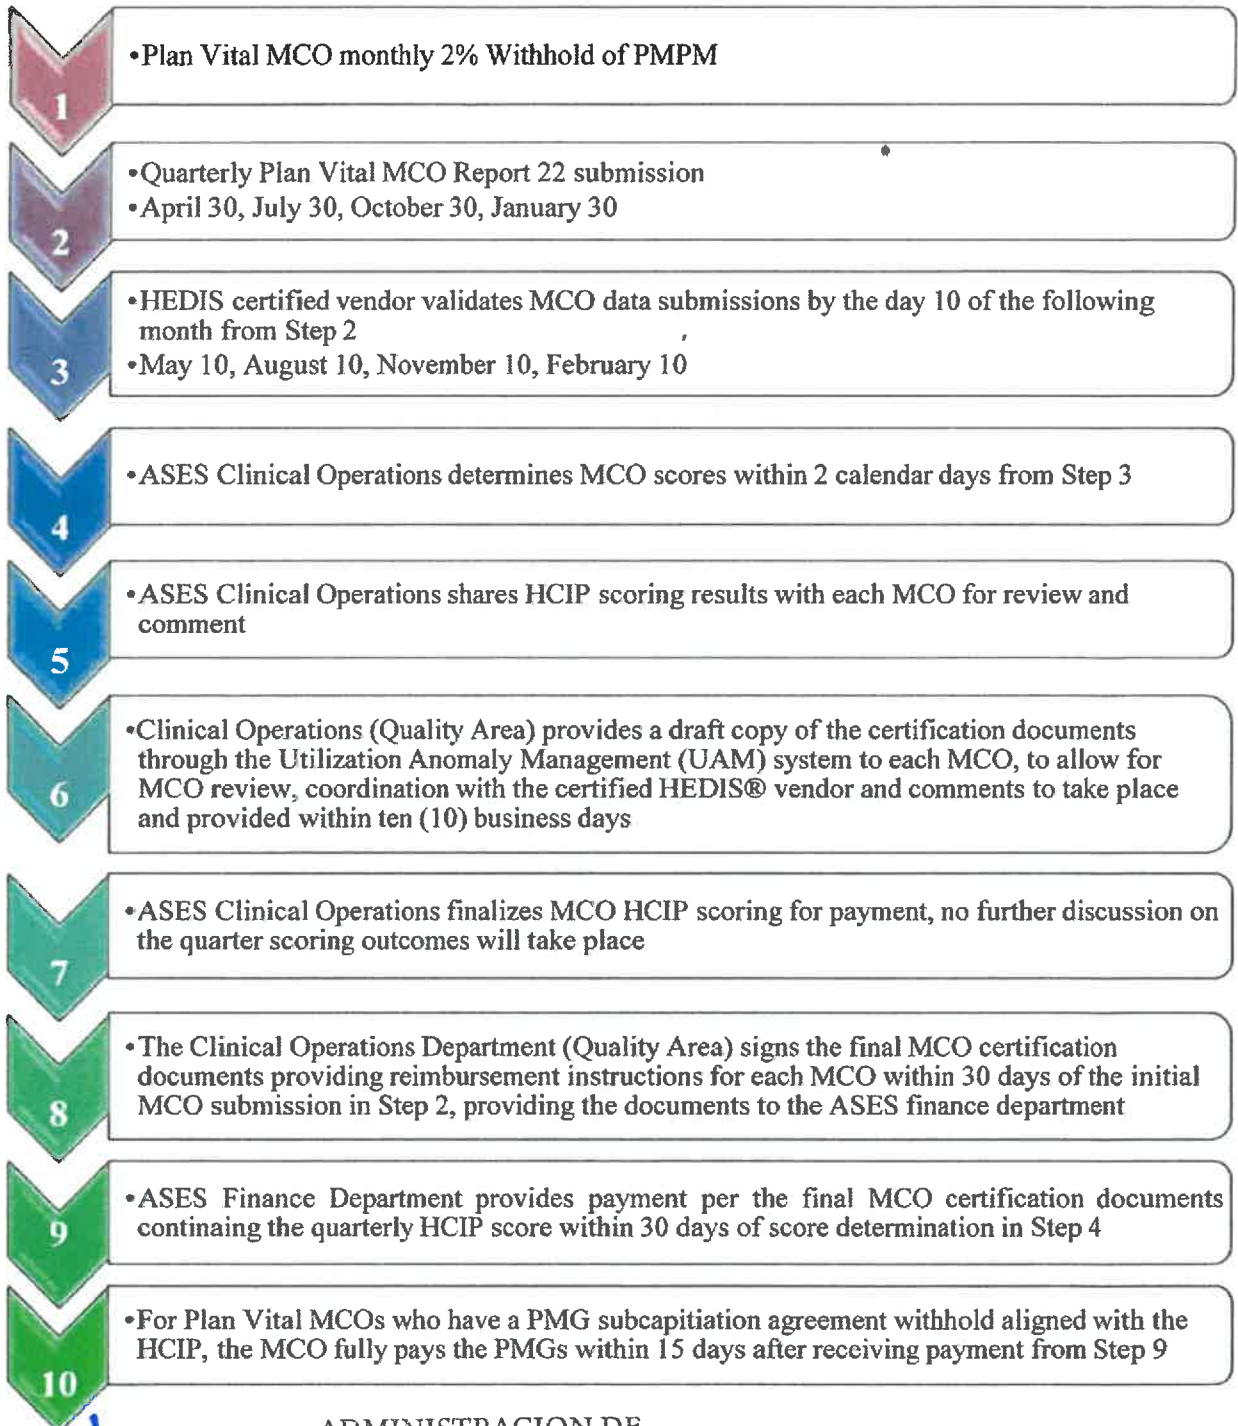 1
•Plan Vital MCO monthly 2% Withhold of PMPM
2
•Quarterly Plan Vital MCO Report 22 submission
•April 30, July 30, October 30, January 30
3
•HEDIS certified vendor validates MCO data submissions by the day 10 of the following
month from Step 2
•May 10, August 10, November 10, February 10
4
•ASES Clinical Operations determines MCO scores within 2 calendar days from Step 3
5
•ASES Clinical Operations shares HCIP scoring results with each MCO for review and
comment
6
•Clinical Operations (Quality Area) provides a draft copy of the certification documents
through the Utilization Anomaly Management (UAM) system to each MCO, to allow for
MCO review, coordination with the certified HEDIS® vendor and comments to take place
and provided within ten (10) business days
7
•ASES Clinical Operations finalizes MCO HCIP scoring for payment, no further discussion on
the quarter scoring outcomes will take place
8
•The Clinical Operations Department (Quality Area) signs the final MCO certification
documents providing reimbursement instructions for each MCO within 30 days of the initial
MCO submission in Step 2, providing the documents to the ASES finance department
9
•ASES Finance Department provides payment per the final MCO certification documents
continaing the quarterly HCIP score within 30 days of score determination in Step 4
10
•For Plan Vital MCOs who have a PMG subcapitiation agreement withhold aligned with the
HCIP, the MCO fully pays the PMGs within 15 days after receiving payment from Step 9
ADMINISTRACION DE